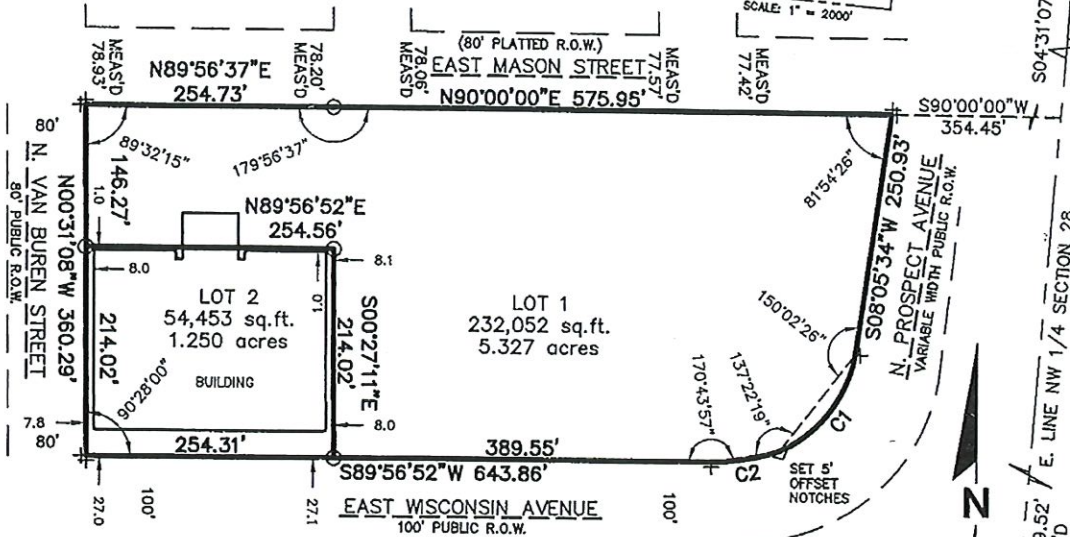 SCALE: 1" = 2000'
S04°31'07
MEAS'D
78.93'
N89°56'37"E
254.73'
78.20'
MEAS'D
78.06'
MEAS'D
(80' PLATTED R.O.W.)
EAST MASON STREET
N90°00'00"E 575.95'
MEAS'D
77.57'
MEAS'D
77.42'
S90°00'00"W
354.45'
80'
89°32'15"
179°56'37"
81°54'26"
N. VAN BUREN STREET
80' PUBLIC R.O.W.
N00°31'08"W 360.29'
146.27'
1.0
N89°56'52"E
254.56'
8.0
8.1
1.0
LOT 2
54,453 sq.ft.
1.250 acres
BUILDING
214.02'
S00°27'11"E
214.02'
LOT 1
232,052 sq.ft.
5.327 acres
S08°05'34"W 250.93'
N. PROSPECT AVENUE
VARIABLE WIDTH PUBLIC R.O.W.
E. LINE NW 1/4 SECTION 28
150°02'26"
137°22'19"
170°43'57"
90°28'00"
7.8
80'
8.0
254.31'
389.55'
C1
C2
S89°56'52"W 643.86'
SET 5'
OFFSET
NOTCHES
27.0
100'
27.1
EAST WISCONSIN AVENUE
100' PUBLIC R.O.W.
100'
N
9.52'
'D